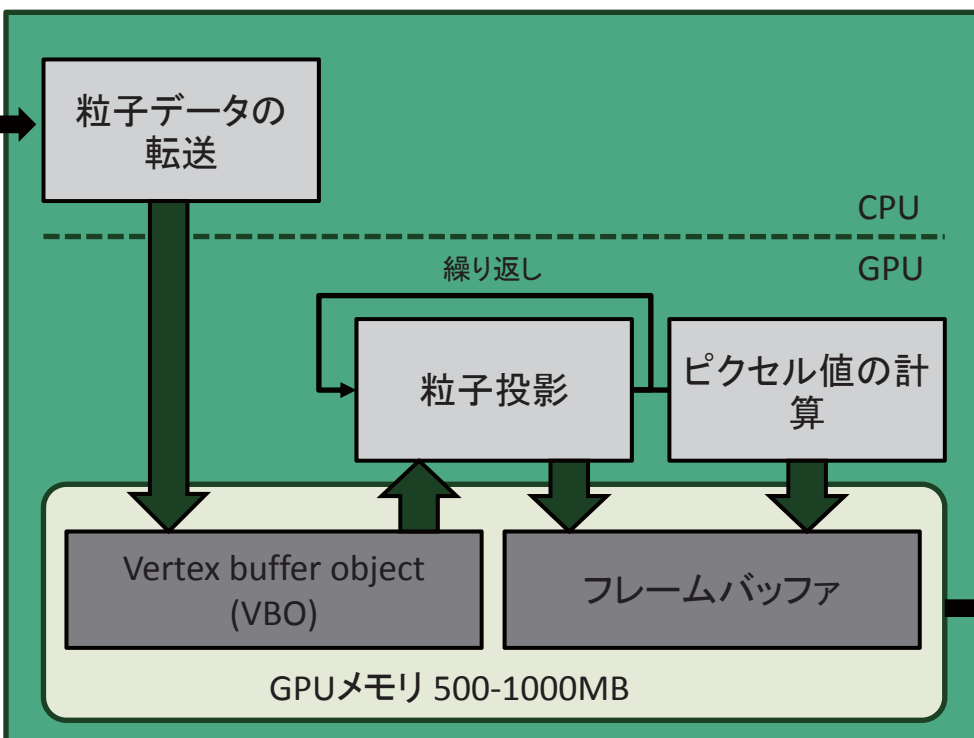 粒子データの
転送
CPU
GPU
繰り返し
粒子投影
ピクセル値の計
算
Vertex buffer object
(VBO)
フレームバッファ
GPUメモリ 500-1000MB